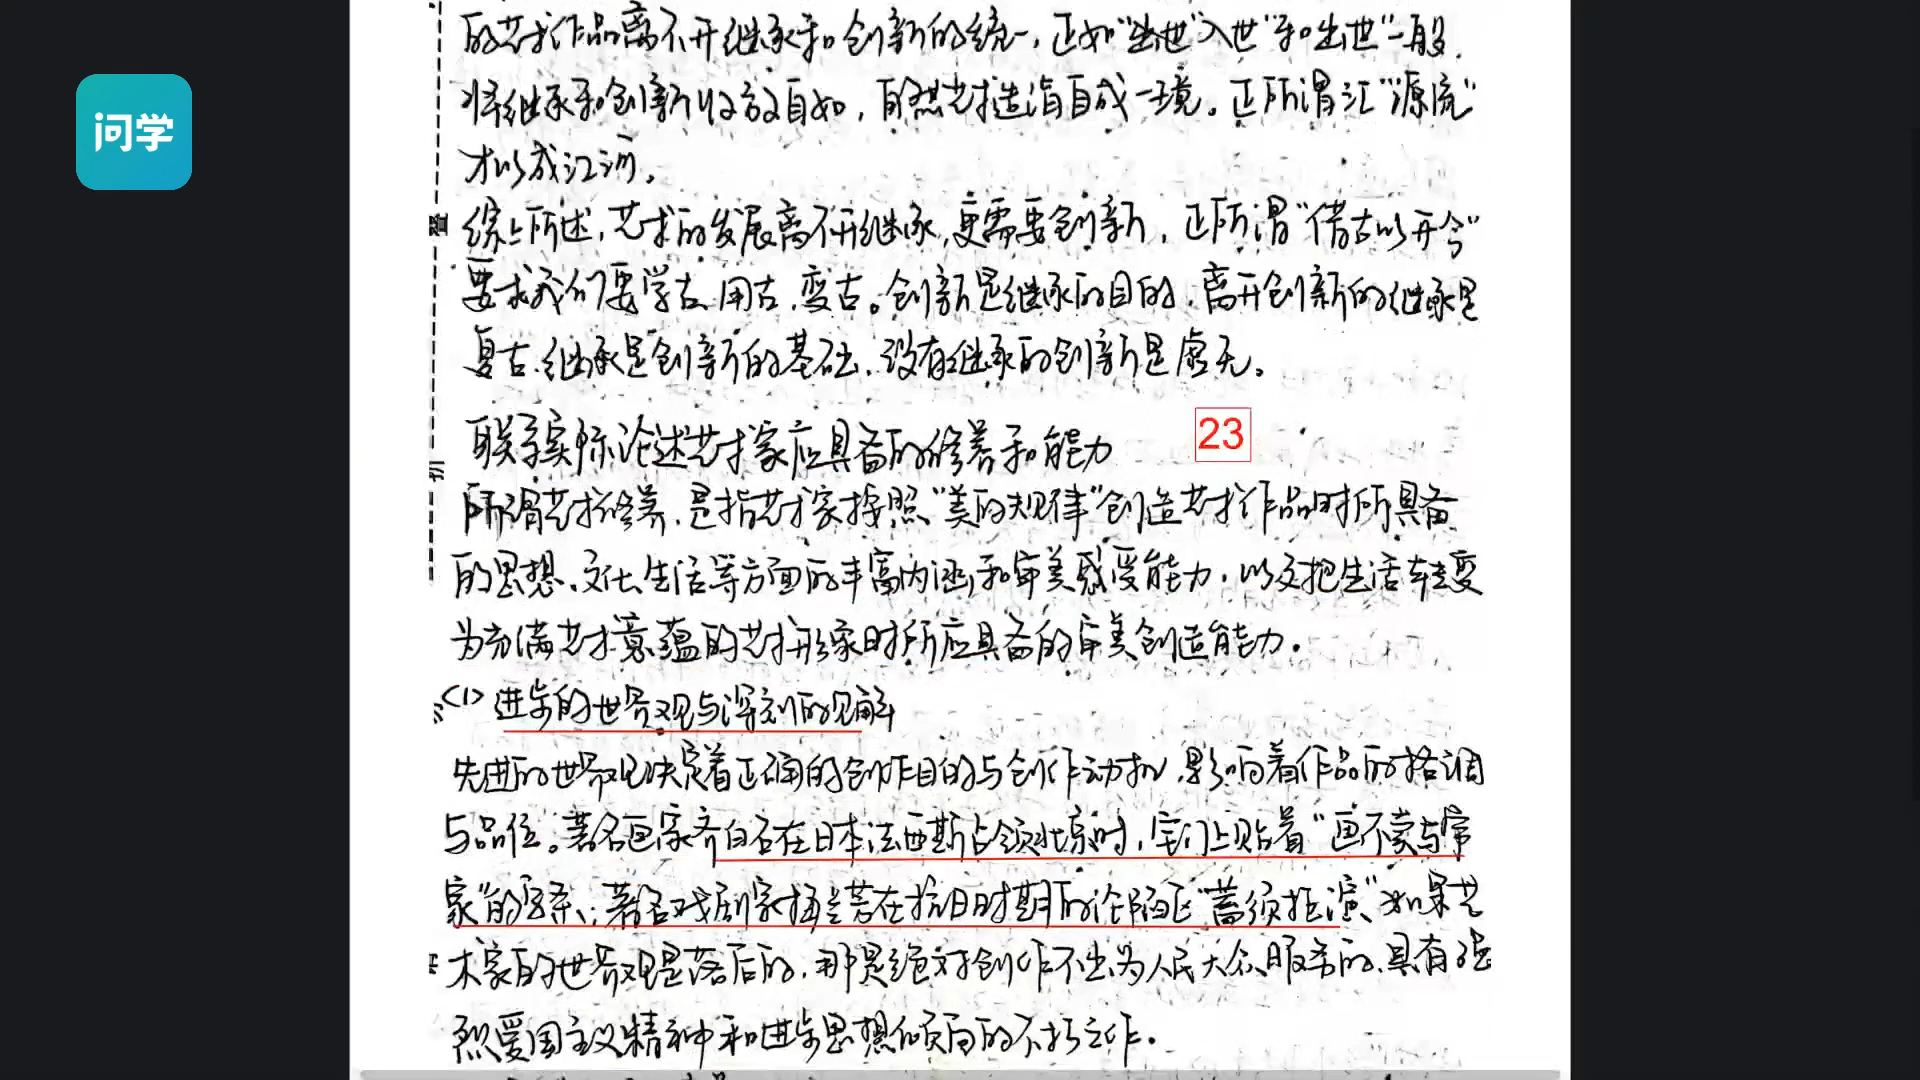 问学
的艺术作品离不开继承和创新的统一,正如"出世"入世"和出世"一般,
将继承和创新收放自如,自然艺术造诣自成一境。正所谓汇"源流"
才以成江河。
综上所述,艺术的发展离不开继承,更需要创新,正所谓"借古以开今"
要求我们要学古、用古、变古。创新是继承的目的,离开创新的继承是
复古、继承是创新的基础、没有继承的创新是虚无。
联系实际论述艺术家应具备的修养和能力
23
所谓艺术修养,是指艺术家按照"美的规律"创造艺术作品时所具备
的思想、文化、生活等方面的丰富内涵和审美感受能力,以及把生活转变
为充满艺术意蕴的艺术形象时所应具备的审美创造能力。
(1)进步的世界观与深刻的见解
先进的世界观决定着正确的创作目的与创作动机,影响着作品的格调
与品位。著名画家齐白石在日本法西斯占领北京时,宅门上贴着"画不卖与官
家"的字条;著名戏剧家梅兰芳在抗日时期的沦陷区"蓄须拒演",如果艺
术家的世界观是落后的,那是绝对创作不出为人民大众服务的、具有强
烈爱国主义精神和进步思想倾向的不朽之作。